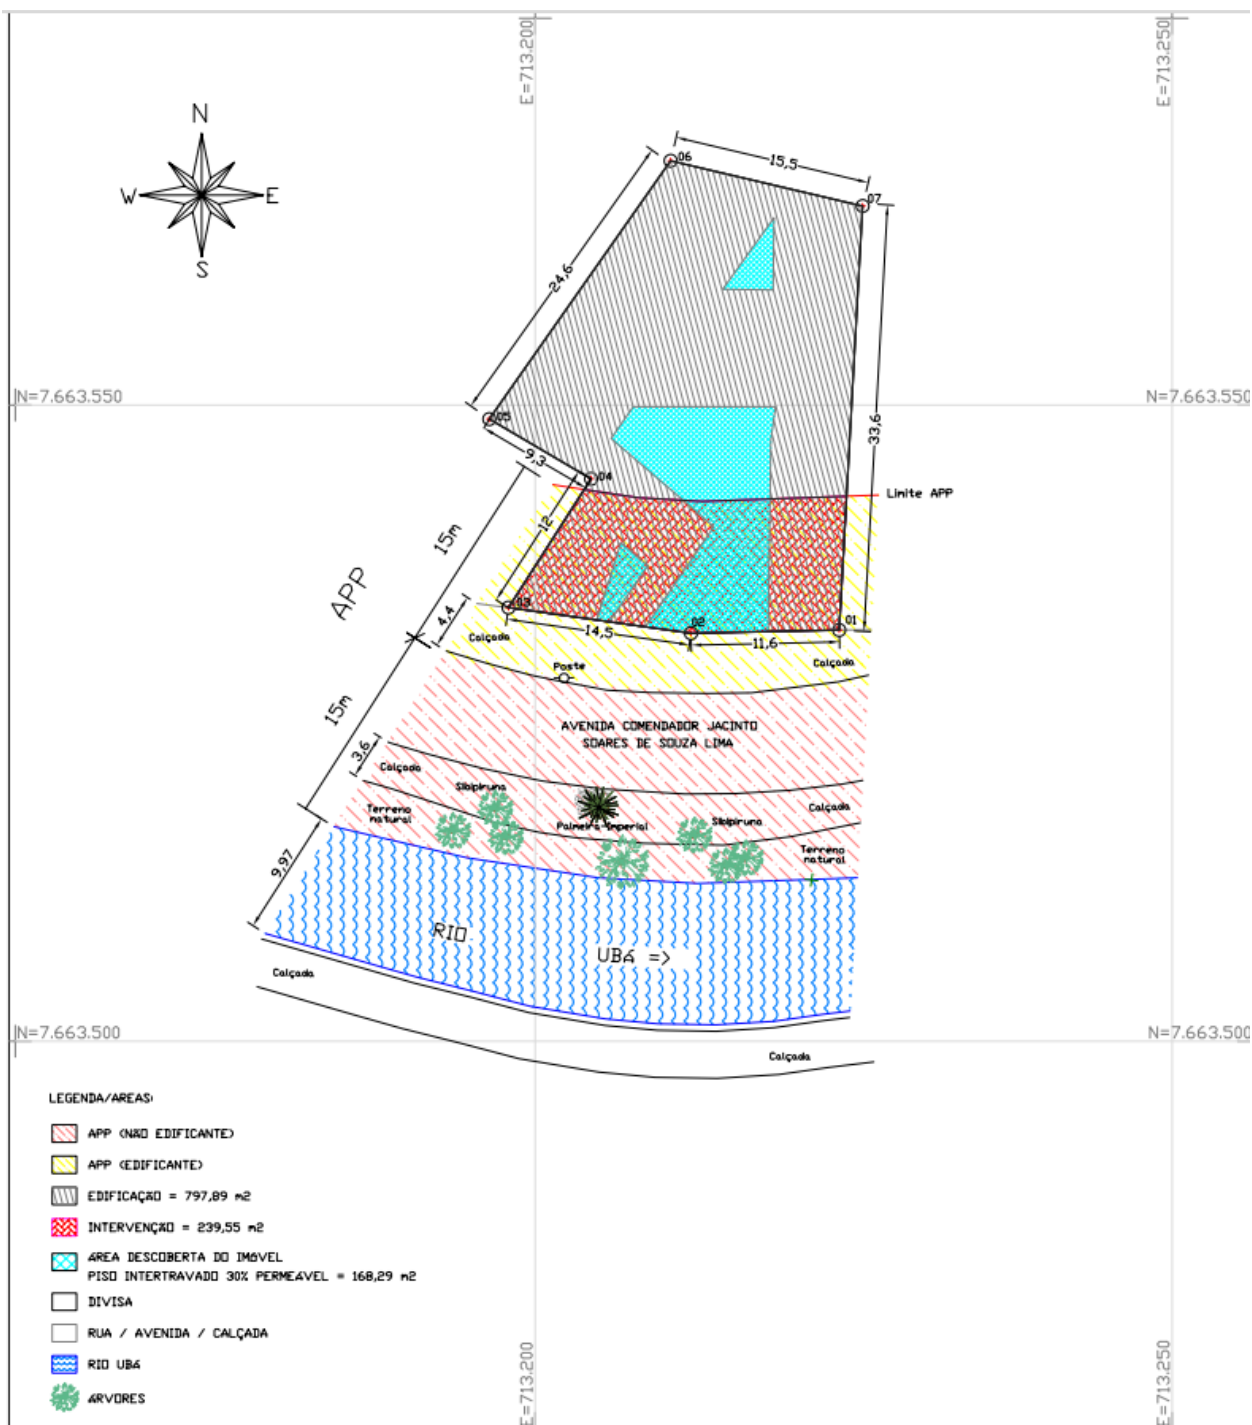 E=713.200
E=713.250
N
W
E
S
06
15,5
07
24,6
N=7.663.550
N=7.663.550
05
33,6
9,3
04
Limite APP
12
15m
APP
03
02
01
4,4
14,5
11,6
Calçada
Calçada
Poste
15m
AVENIDA COMENDADOR JACINTO
SOARES DE SOUZA LIMA
3,6
Calçada
Sibipiruna
Calçada
Terreno
natural
Palmeira-Imperial
Sibipiruna
Terreno
natural
9,97
RIO
UBÁ =>
Calçada
N=7.663.500
N=7.663.500
Calçada
LEGENDA/AREAS:
APP (NÃO EDIFICANTE)
APP (EDIFICANTE)
EDIFICAÇÃO = 797,89 m2
INTERVENÇÃO = 239,55 m2
ÁREA DESCOBERTA DO IMÓVEL
PISO INTERTRAVADO 30% PERMEÁVEL = 168,29 m2
DIVISA
RUA / AVENIDA / CALÇADA
RIO UBÁ
ÁRVORES
E=713.200
E=713.250